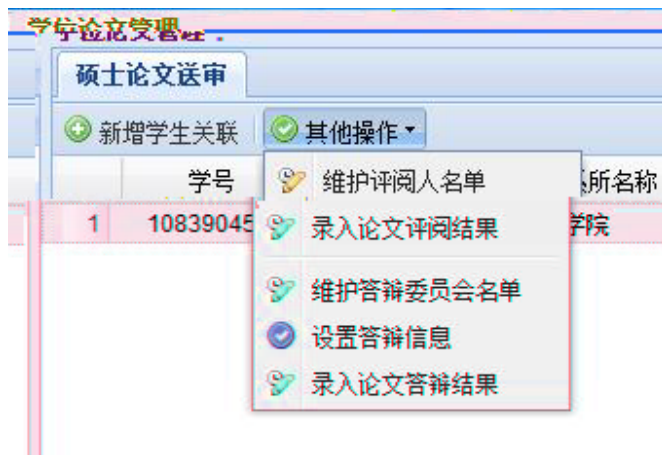 学位论文管理
硕士论文送审
新增学生关联 其他操作
学号 所名称
1 10839045 学院
维护评阅人名单
录入论文评阅结果
维护答辩委员会名单
设置答辩信息
录入论文答辩结果